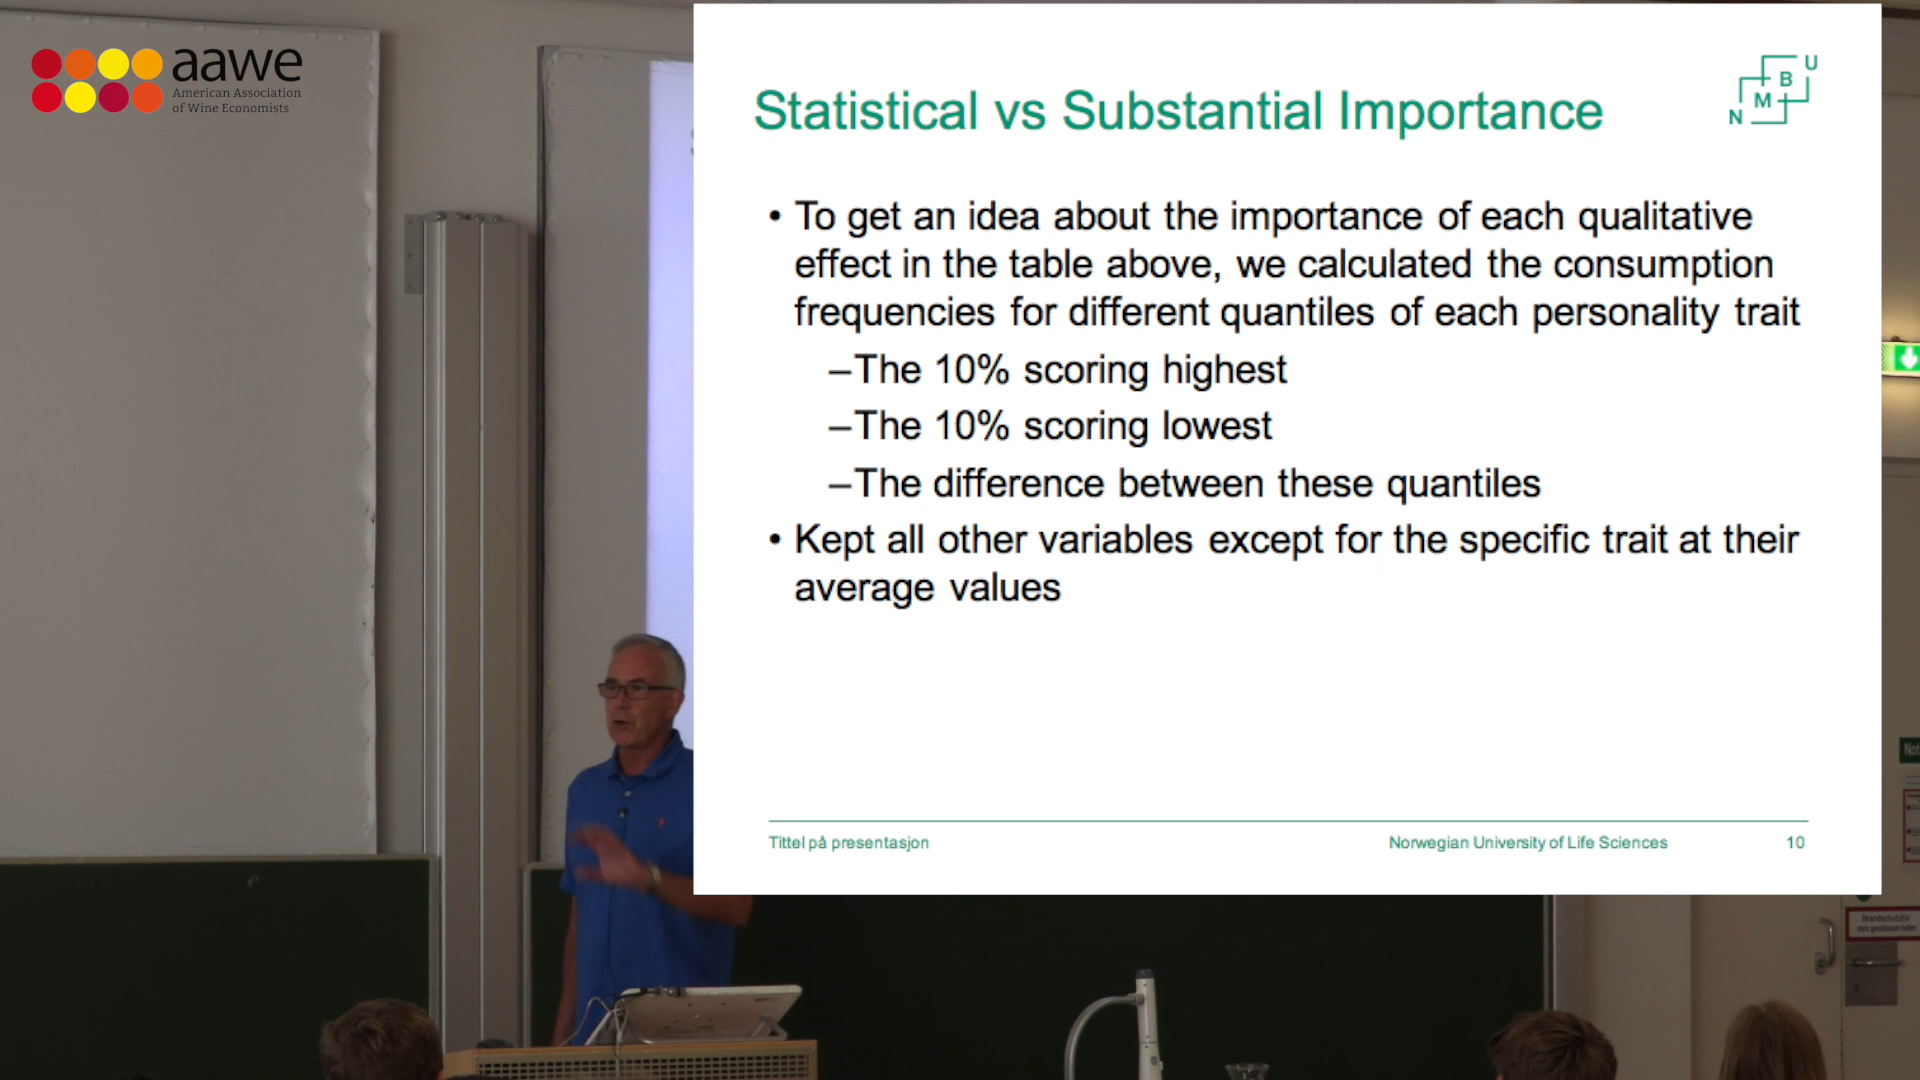 aawe
American Association
of Wine Economists
Statistical vs Substantial Importance
N M B U
• To get an idea about the importance of each qualitative
effect in the table above, we calculated the consumption
frequencies for different quantiles of each personality trait
–The 10% scoring highest
–The 10% scoring lowest
–The difference between these quantiles
• Kept all other variables except for the specific trait at their
average values
Tittel på presentasjon
Norwegian University of Life Sciences
10
Not
Brandschutztür